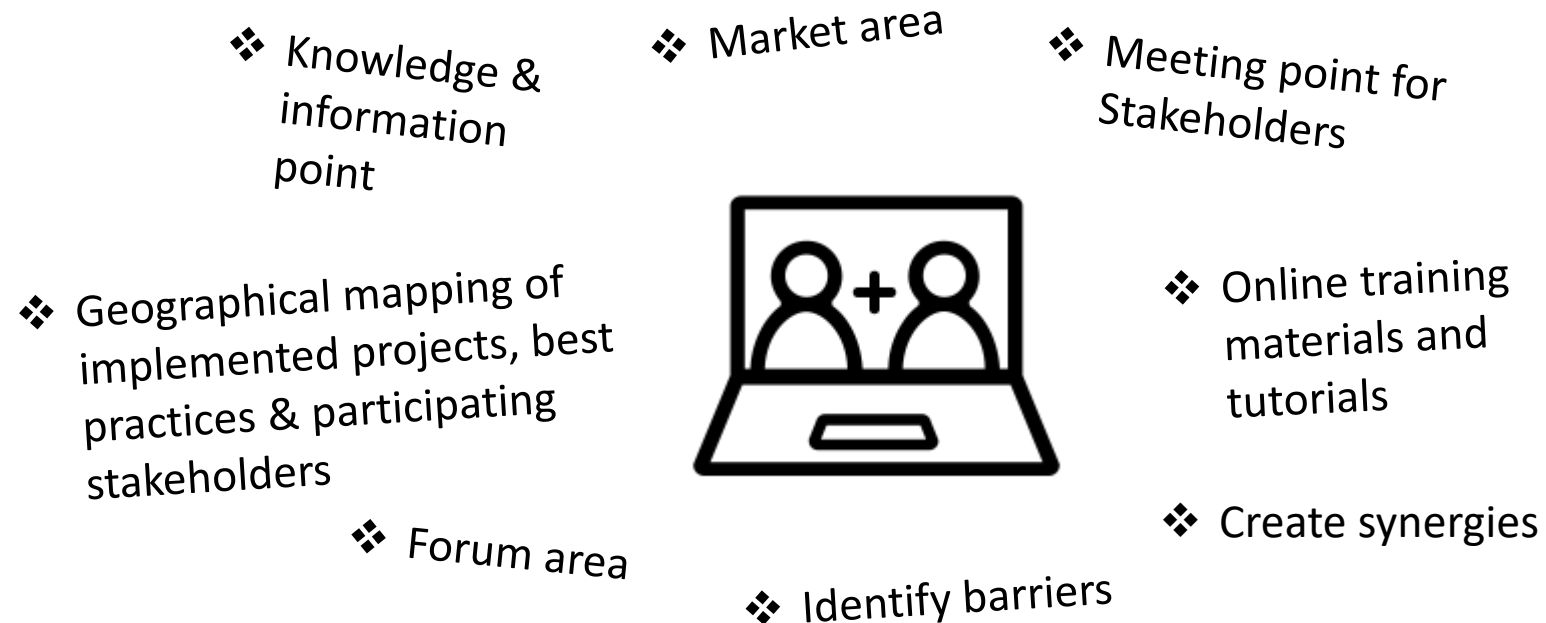 ❖ Knowledge &
information
point
❖ Market area
❖ Meeting point for
Stakeholders
❖ Geographical mapping of
implemented projects, best
practices & participating
stakeholders
❖ Online training
materials and
tutorials
❖ Forum area
❖ Create synergies
❖ Identify barriers